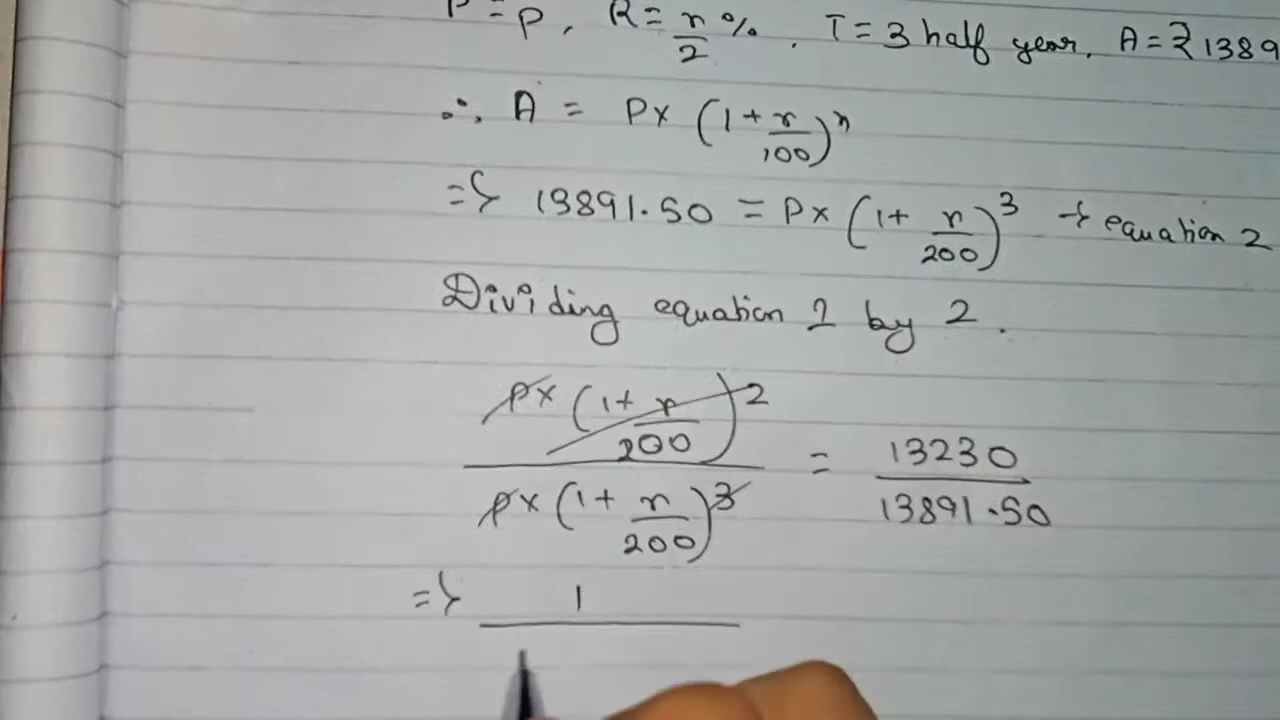 P = P, R = r/2 %, T = 3 half year, A = ₹1389
∴ A = P× (1 + r/100)ⁿ
=> 13891.50 = P× (1 + r/200)³ → equation 2
Dividing equation 1 by 2.
P× (1 + r/200)² / P× (1 + r/200)³ = 13230 / 13891.50
=> 1